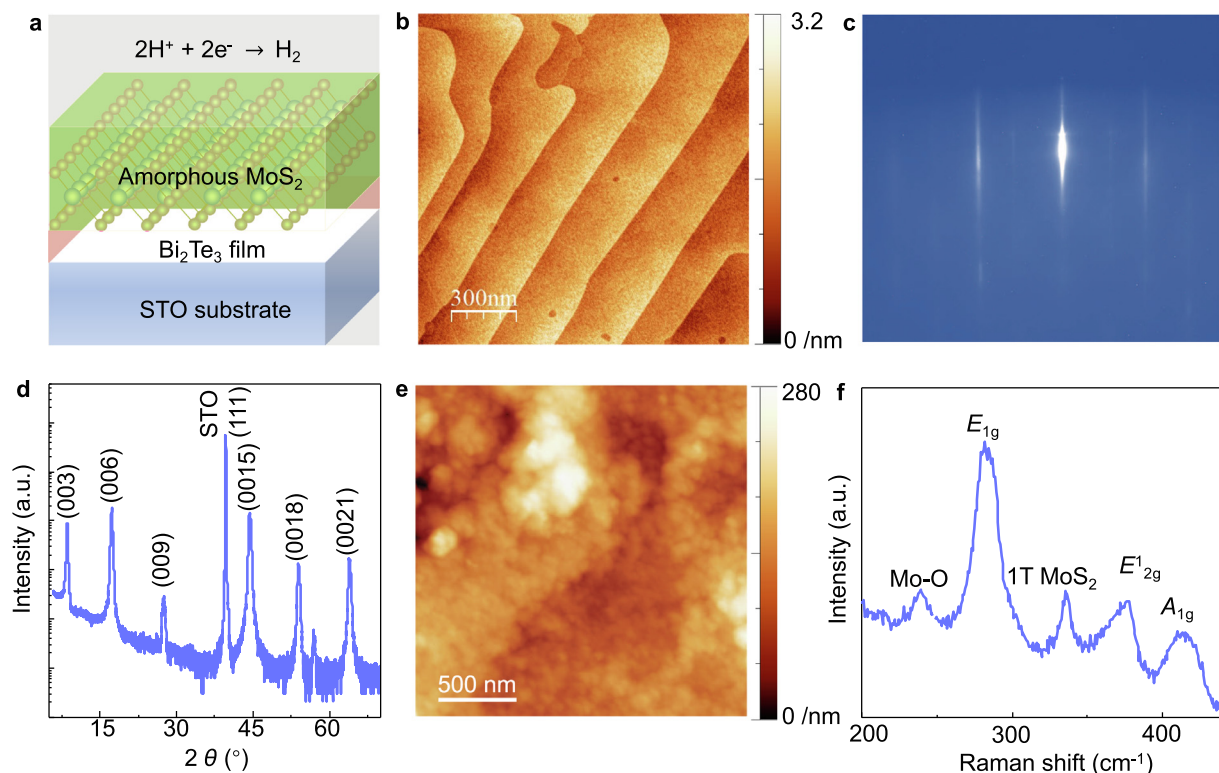 a
2H⁺ + 2e⁻ → H₂
Amorphous MoS₂
Bi₂Te₃ film
STO substrate
b
3.2
300nm
0 /nm
c
d
Intensity (a.u.)
(003)
(006)
(009)
STO
(111)
(0015)
(0018)
(0021)
15
30
45
60
2 θ (°)
e
280
500 nm
0 /nm
f
Intensity (a.u.)
Mo-O
E₁g
1T MoS₂
E¹₂g
A₁g
200
300
400
Raman shift (cm⁻¹)